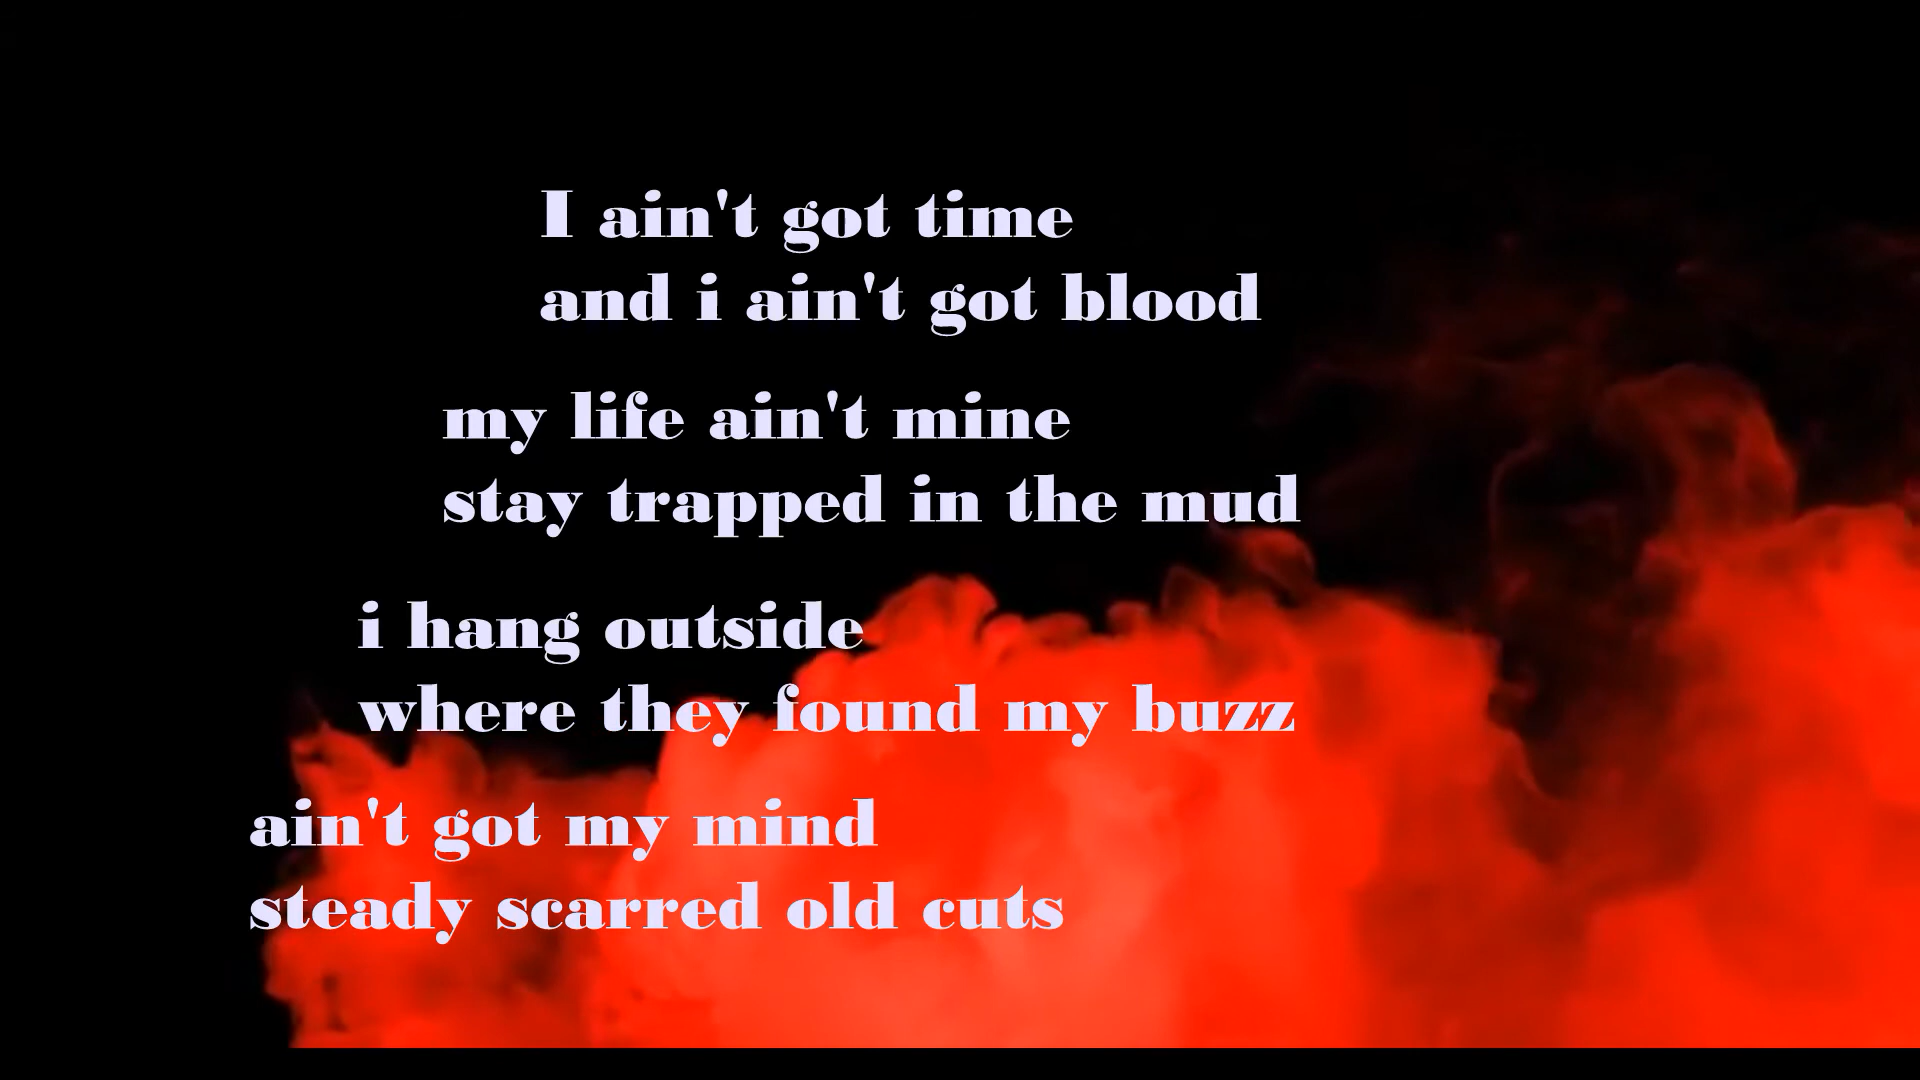 I ain't got time
and i ain't got blood
my life ain't mine
stay trapped in the mud
i hang outside
where they found my buzz
ain't got my mind
steady scarred old cuts